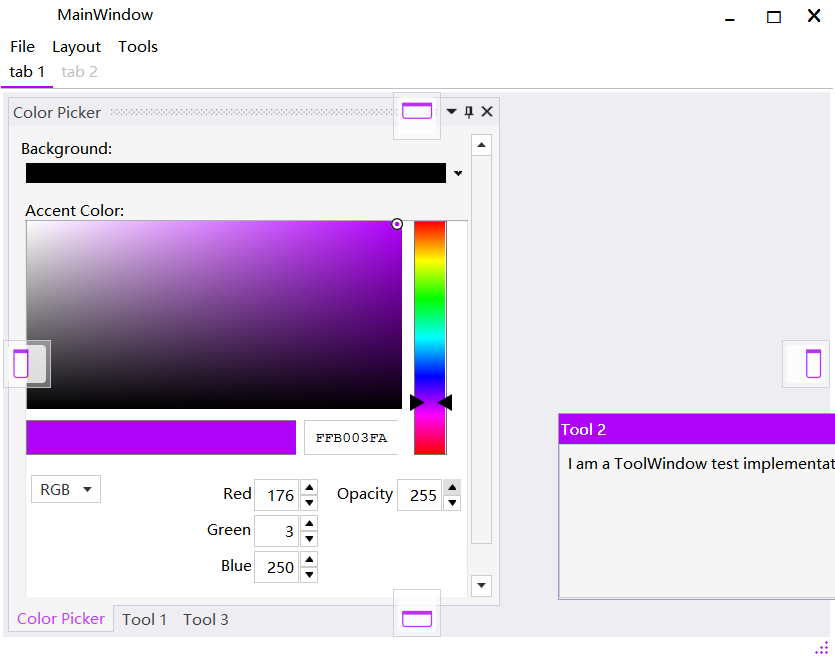 MainWindow
File Layout Tools
tab 1 tab 2
Color Picker
Background:
Accent Color:
FFB003FA
Tool 2
I am a ToolWindow test implementat
RGB
Red 176 Opacity 255
Green 3
Blue 250
Color Picker Tool 1 Tool 3